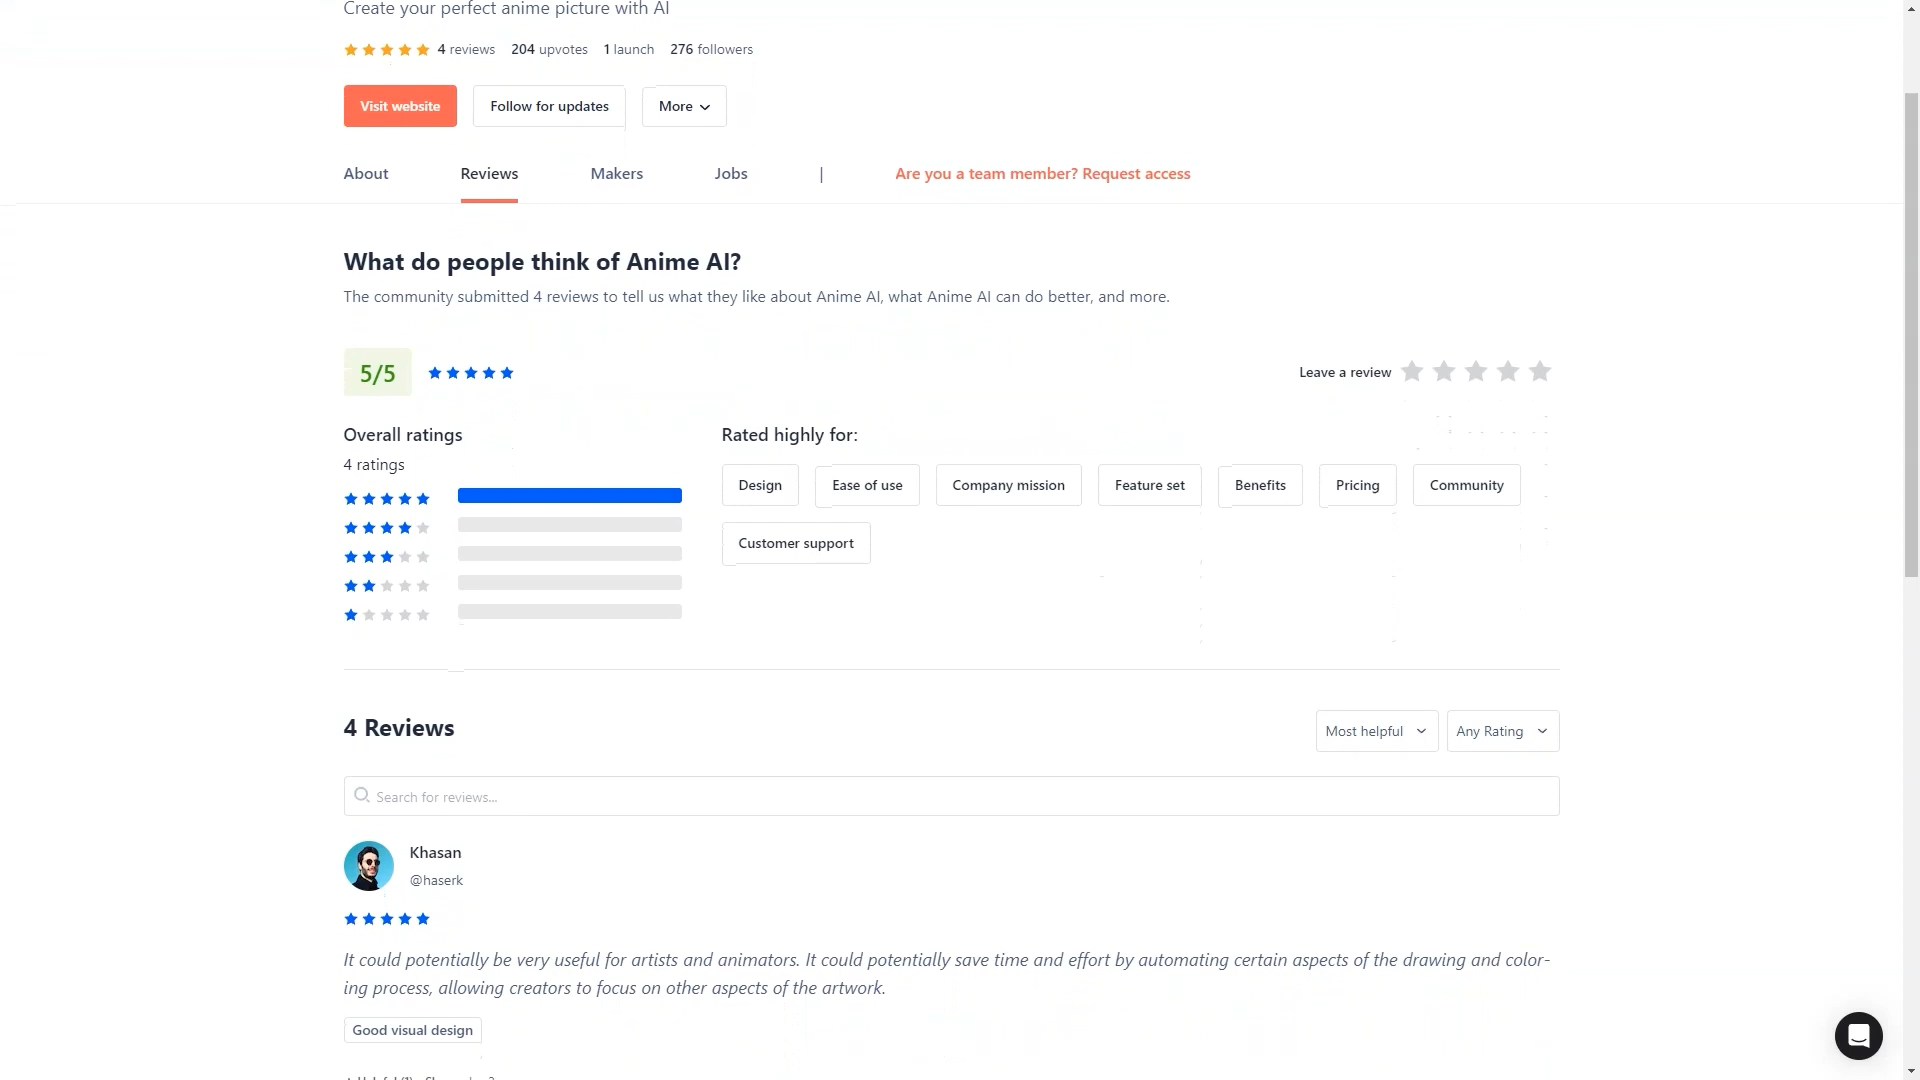 Create your perfect anime picture with AI
4 reviews 204 upvotes 1 launch 276 followers
Visit website Follow for updates More
About Reviews Makers Jobs | Are you a team member? Request access
What do people think of Anime AI?
The community submitted 4 reviews to tell us what they like about Anime AI, what Anime AI can do better, and more.
5/5 Leave a review
Overall ratings Rated highly for:
4 ratings
Design Ease of use Company mission Feature set Benefits Pricing Community
Customer support
4 Reviews Most helpful Any Rating
Search for reviews...
Khasan
@haserk
It could potentially be very useful for artists and animators. It could potentially save time and effort by automating certain aspects of the drawing and color-
ing process, allowing creators to focus on other aspects of the artwork.
Good visual design